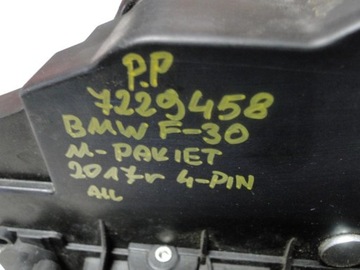 P.P
7229458
BMW F-30
M-PAKIET
2017r 4-PIN
ALL